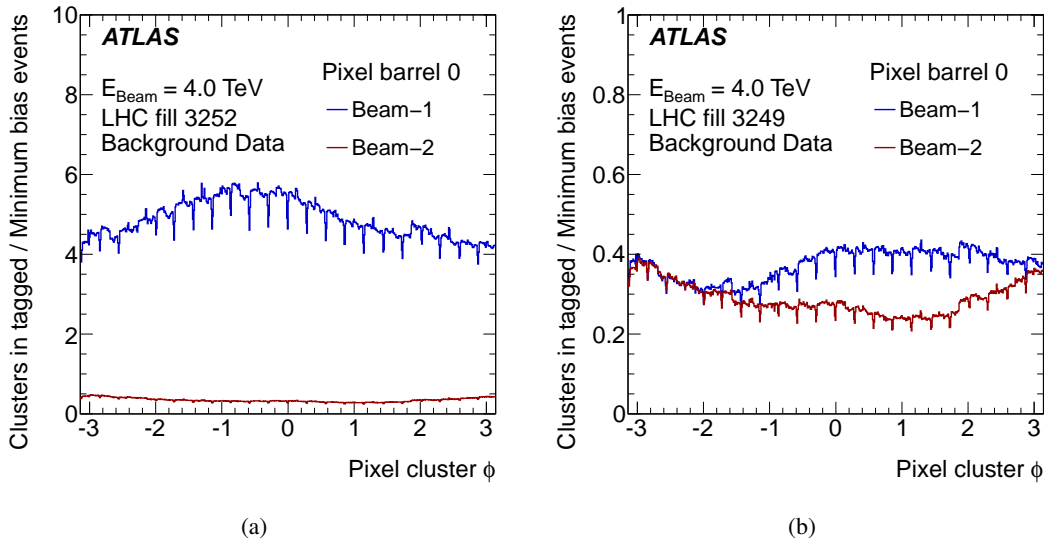 Clusters in tagged / Minimum bias events
10
8
6
4
2
0
ATLAS
E_Beam = 4.0 TeV
LHC fill 3252
Background Data
Pixel barrel 0
Beam−1
Beam−2
-3 -2 -1 0 1 2 3
Pixel cluster ϕ
(a)
Clusters in tagged / Minimum bias events
1
0.8
0.6
0.4
0.2
0
ATLAS
E_Beam = 4.0 TeV
LHC fill 3249
Background Data
Pixel barrel 0
Beam−1
Beam−2
-3 -2 -1 0 1 2 3
Pixel cluster ϕ
(b)